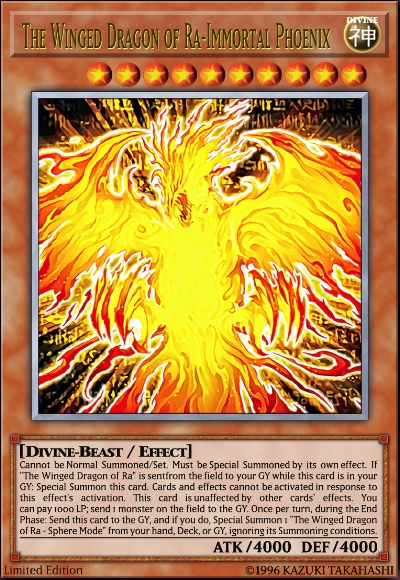 The Winged Dragon of Ra-Immortal Phoenix
DIVINE
神
[Divine-Beast / Effect]
Cannot be Normal Summoned/Set. Must be Special Summoned by its own effect. If
"The Winged Dragon of Ra" is sentfrom the field to your GY while this card is in your
GY: Special Summon this card. Cards and effects cannot be activated in response to
this effect's activation. This card is unaffected by other cards' effects. You
can pay 1000 LP; send 1 monster on the field to the GY. Once per turn, during the End
Phase: Send this card to the GY, and if you do, Special Summon 1 "The Winged Dragon
of Ra - Sphere Mode" from your hand, Deck, or GY, ignoring its Summoning conditions.
ATK/4000 DEF/4000
Limited Edition
©1996 KAZUKI TAKAHASHI